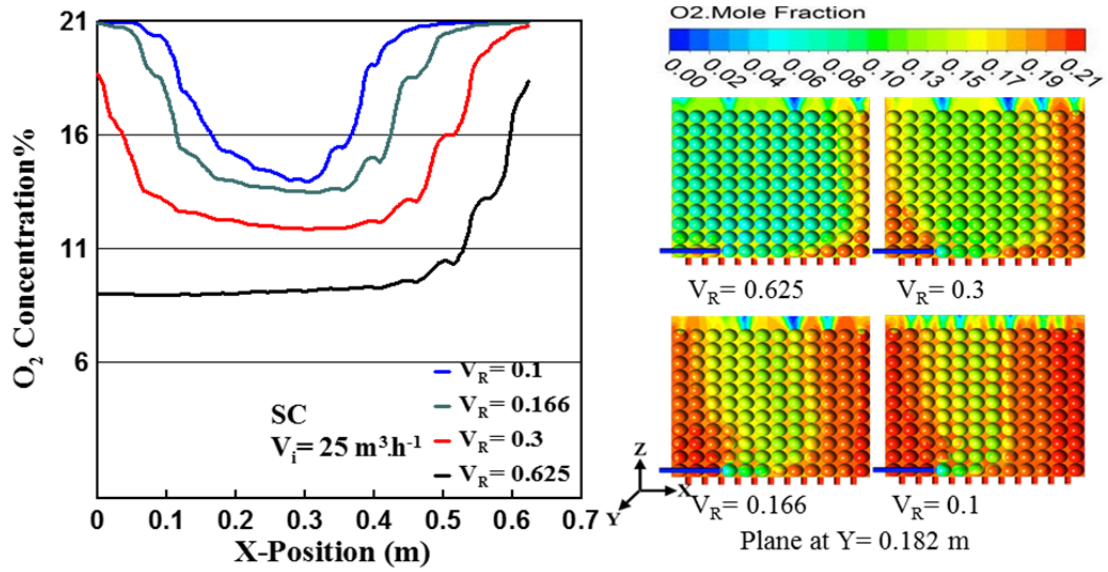 21
16
11
6
O2 Concentration%
VR= 0.1
VR= 0.166
VR= 0.3
VR= 0.625
SC
Vi= 25 m3.h-1
0 0.1 0.2 0.3 0.4 0.5 0.6 0.7
X-Position (m)
O2.Mole Fraction
0.00 0.02 0.04 0.06 0.08 0.10 0.13 0.15 0.17 0.19 0.21
VR= 0.625
VR= 0.3
Z
X
Y
VR= 0.166
VR= 0.1
Plane at Y= 0.182 m